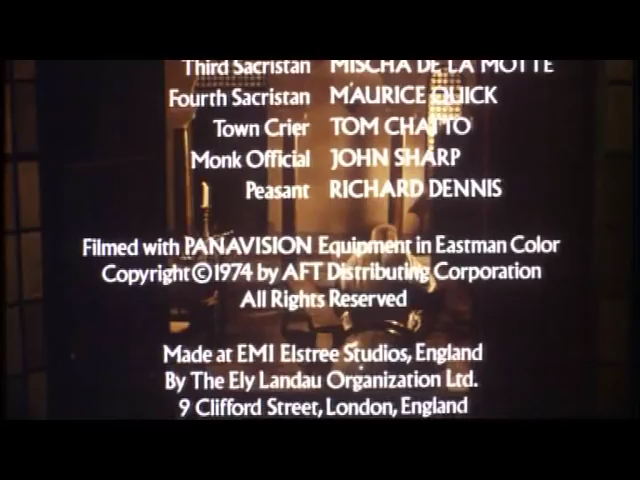 Third Sacristan MISCHA DE LA MOTTE
Fourth Sacristan MAURICE QUICK
Town Crier TOM CHATTO
Monk Official JOHN SHARP
Peasant RICHARD DENNIS
Filmed with PANAVISION Equipment in Eastman Color
Copyright © 1974 by AFT Distributing Corporation
All Rights Reserved
Made at EMI Elstree Studios, England
By The Ely Landau Organization Ltd.
9 Clifford Street, London, England